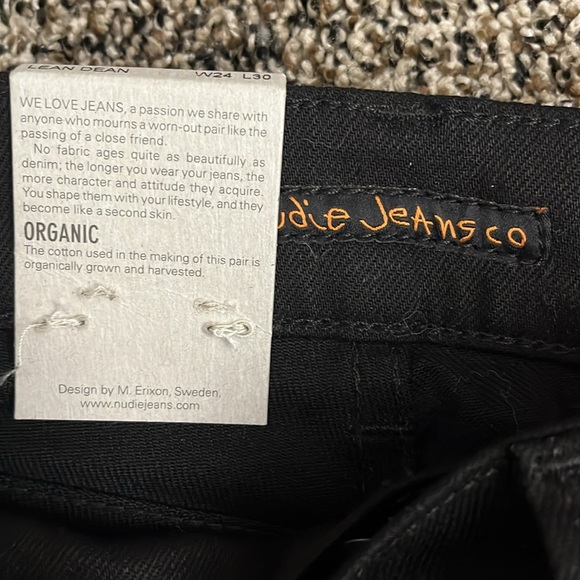 LEAN DEAN W24 L30
WE LOVE JEANS, a passion we share with
anyone who mourns a worn-out pair like the
passing of a close friend.
No fabric ages quite as beautifully as
denim; the longer you wear your jeans, the
more character and attitude they acquire.
You shape them with your lifestyle, and they
become like a second skin.
ORGANIC
The cotton used in the making of this pair is
organically grown and harvested.
Design by M. Erixon, Sweden.
www.nudiejeans.com
udie JeANS co